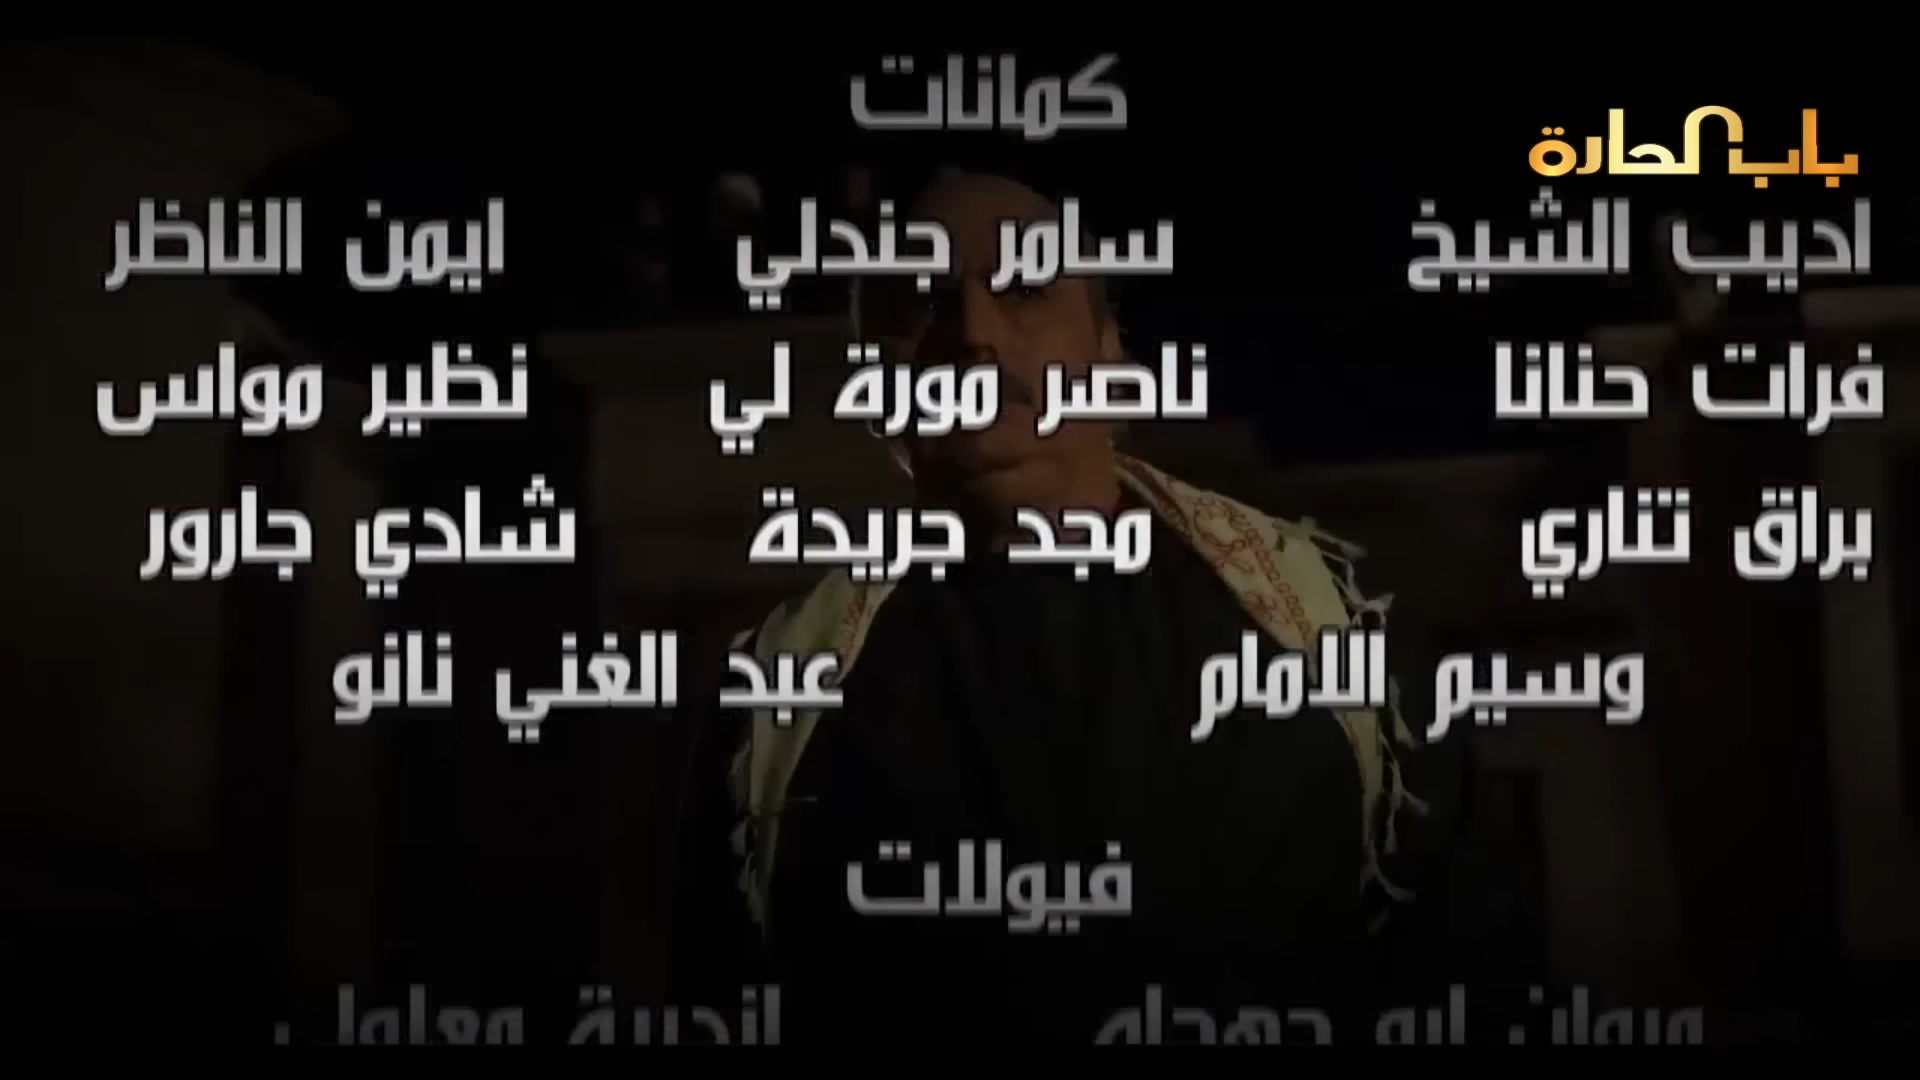 كمانات
باب الحارة
اديب الشيخ سامر جندلي ايمن الناظر
فرات حنانا ناصر مورة لي نظير مواس
براق تناري مجد جريدة شادي جارور
وسيم الامام عبد الغني نانو
فيولات